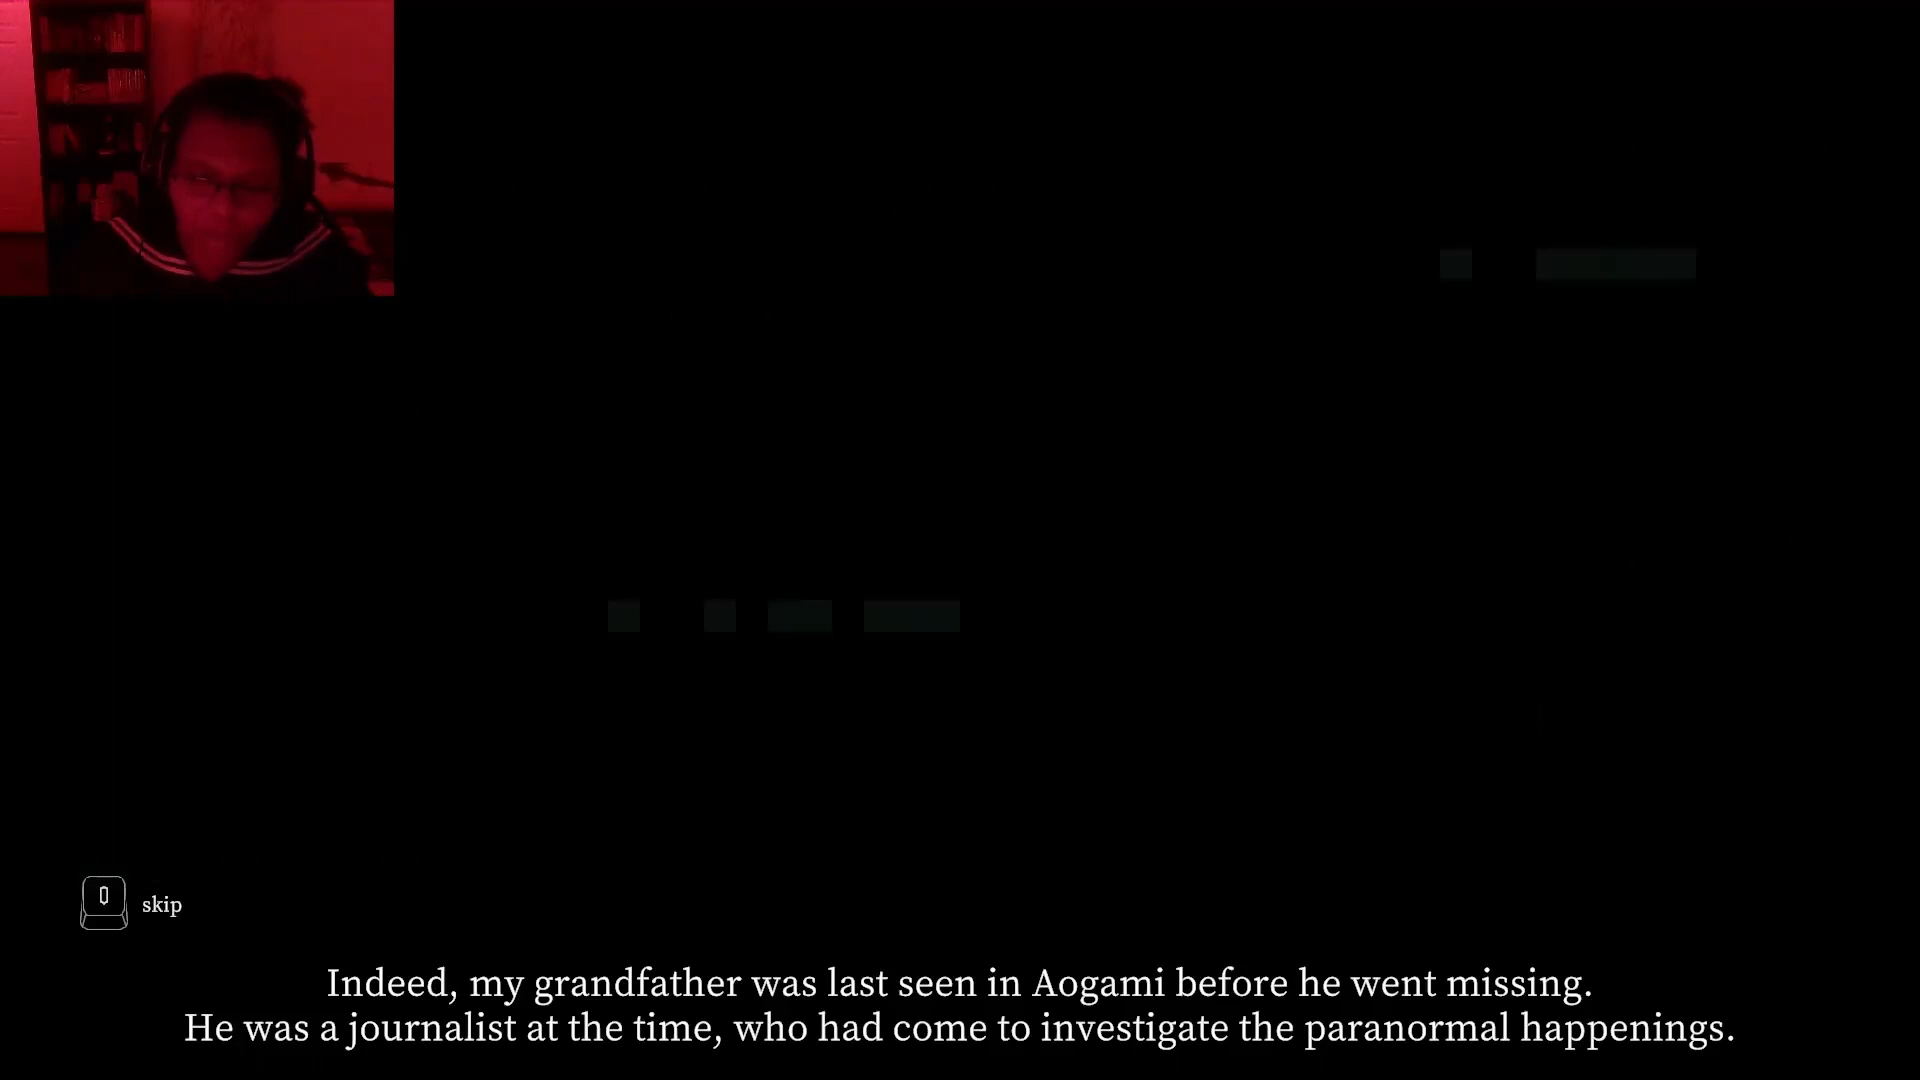 0 skip
Indeed, my grandfather was last seen in Aogami before he went missing.
He was a journalist at the time, who had come to investigate the paranormal happenings.